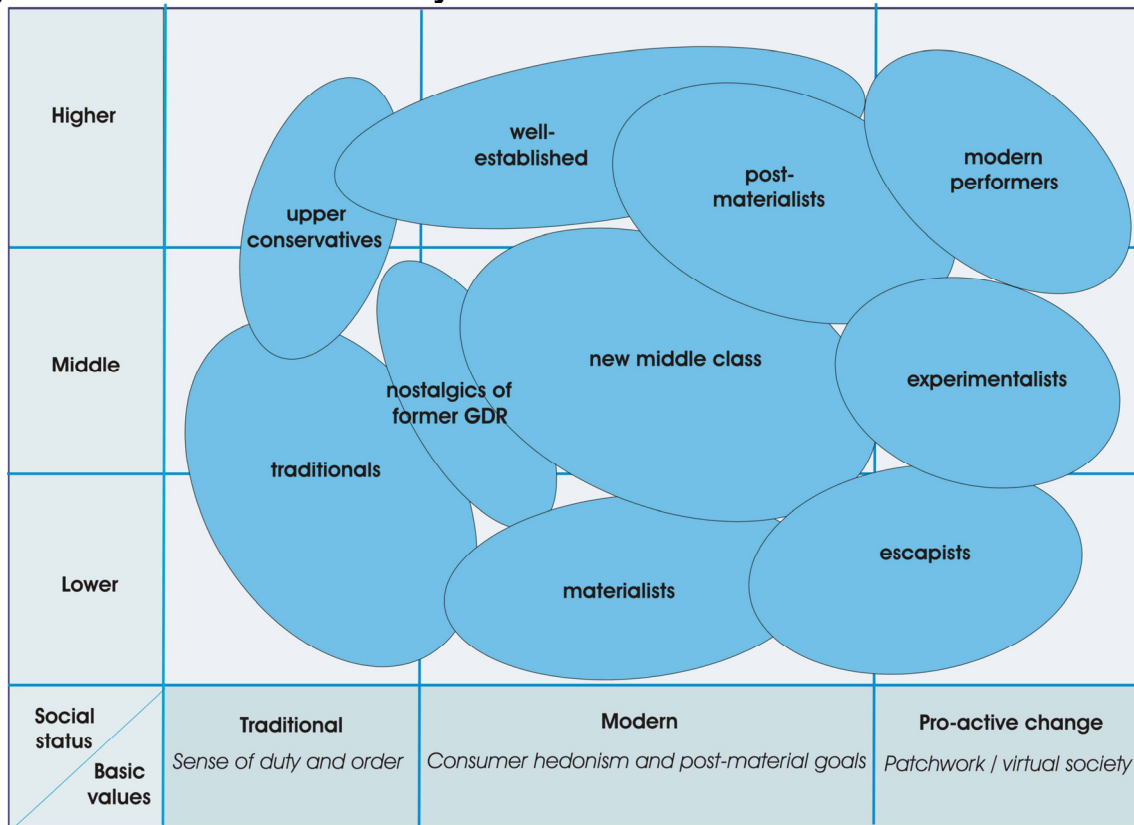 Higher
well-
established
post-
materialists
modern
performers
upper
conservatives
Middle
new middle class
experimentalists
nostalgics of
former GDR
traditionals
Lower
materialists
escapists
Social
status
Basic
values
Traditional
Sense of duty and order
Modern
Consumer hedonism and post-material goals
Pro-active change
Patchwork / virtual society